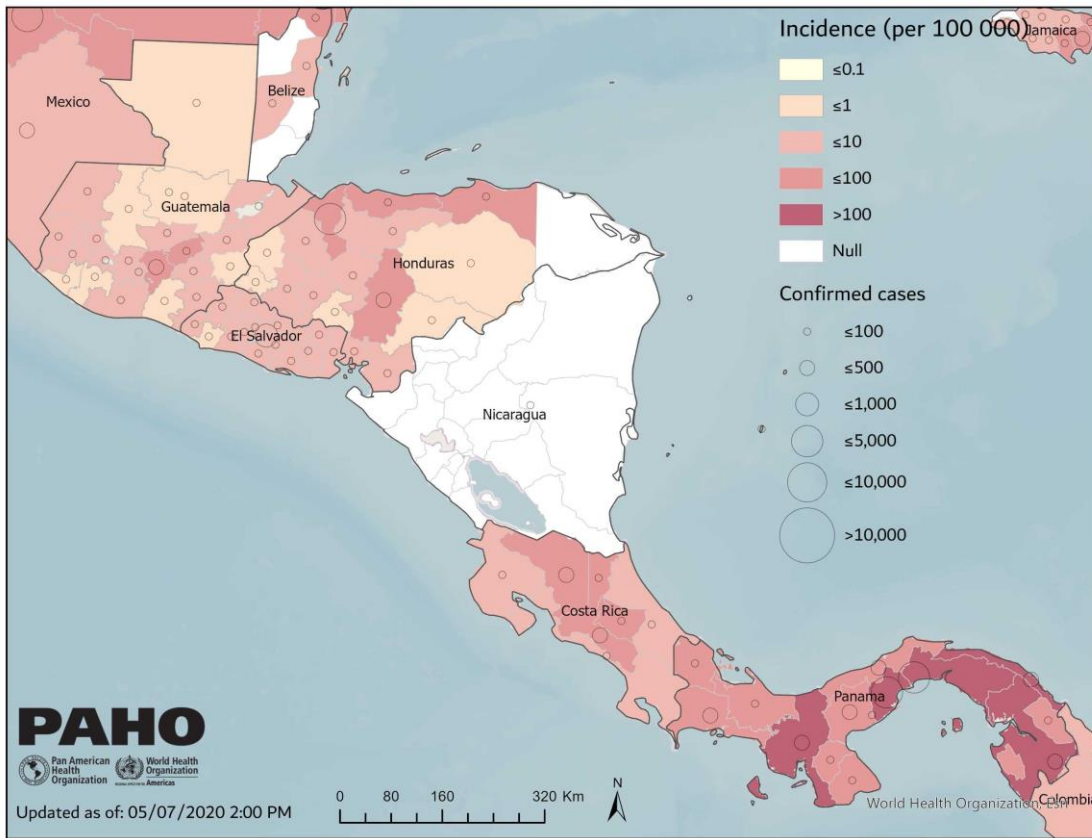 Incidence (per 100 000)
≤0.1
≤1
≤10
≤100
>100
Null
Confirmed cases
≤100
≤500
≤1,000
≤5,000
≤10,000
>10,000
Jamaica
Mexico
Belize
Guatemala
Honduras
El Salvador
Nicaragua
Costa Rica
Panama
Colombia
PAHO
Pan American
Health
Organization
World Health
Organization
Americas
Updated as of: 05/07/2020 2:00 PM
0 80 160 320 Km
N
World Health Organization, Esri